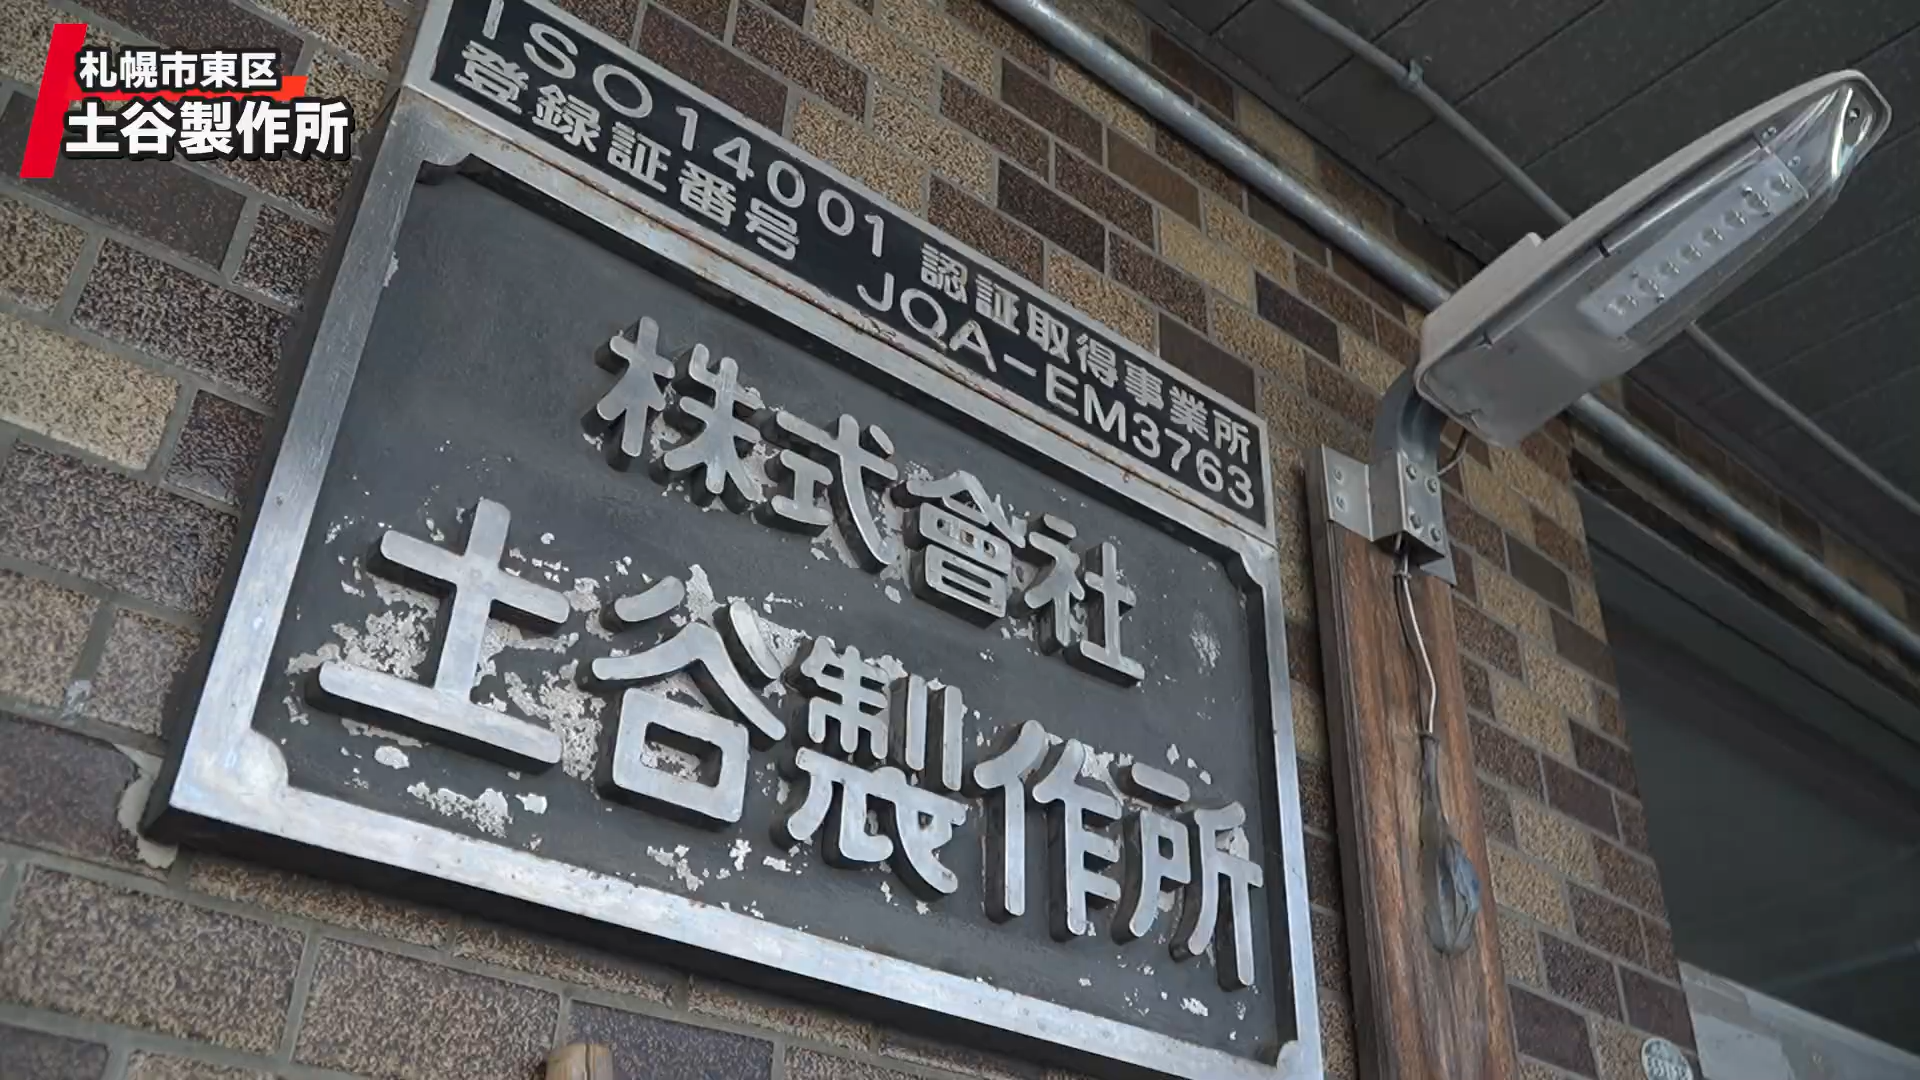 札幌市東区
土谷製作所
ISO14001 認証取得事業所
登録証番号 JQA-EM3763
株式會社
土谷製作所